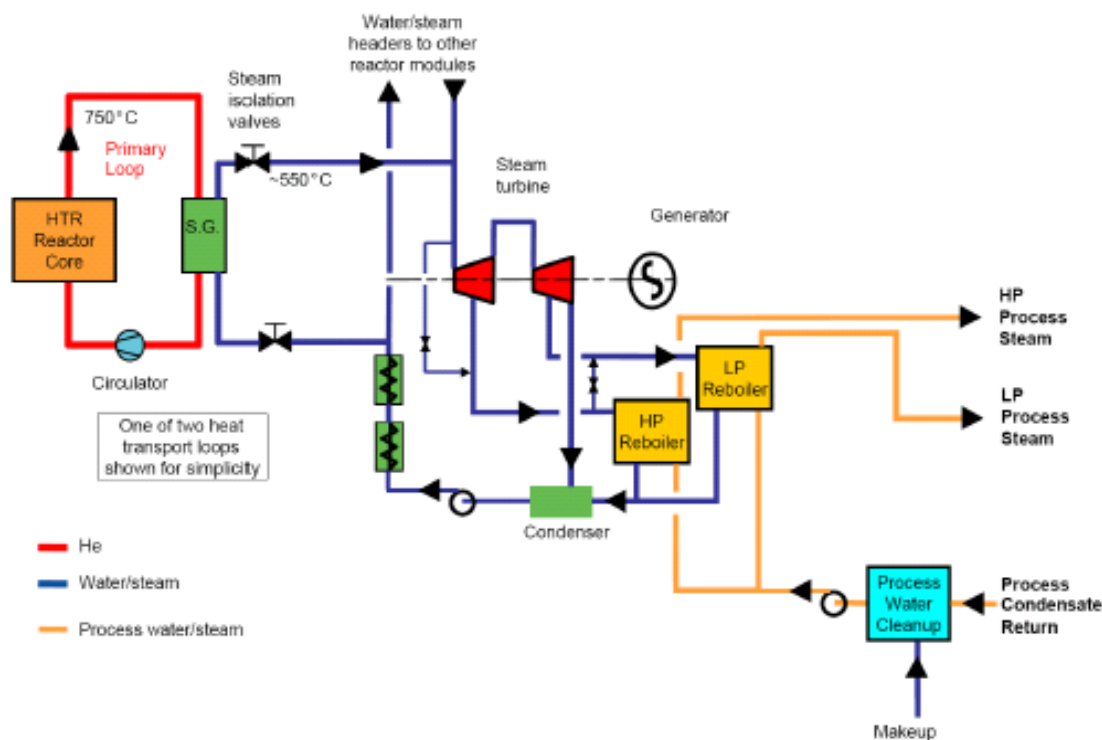 Water/steam
headers to other
reactor modules
Steam
isolation
valves
750°C
Primary
Loop
~550°C
Steam
turbine
Generator
HTR
Reactor
Core
S.G.
HP
Process
Steam
LP
Reboiler
Circulator
LP
Process
Steam
One of two heat
transport loops
shown for simplicity
HP
Reboiler
Condenser
He
Water/steam
Process water/steam
Process
Water
Cleanup
Process
Condensate
Return
Makeup